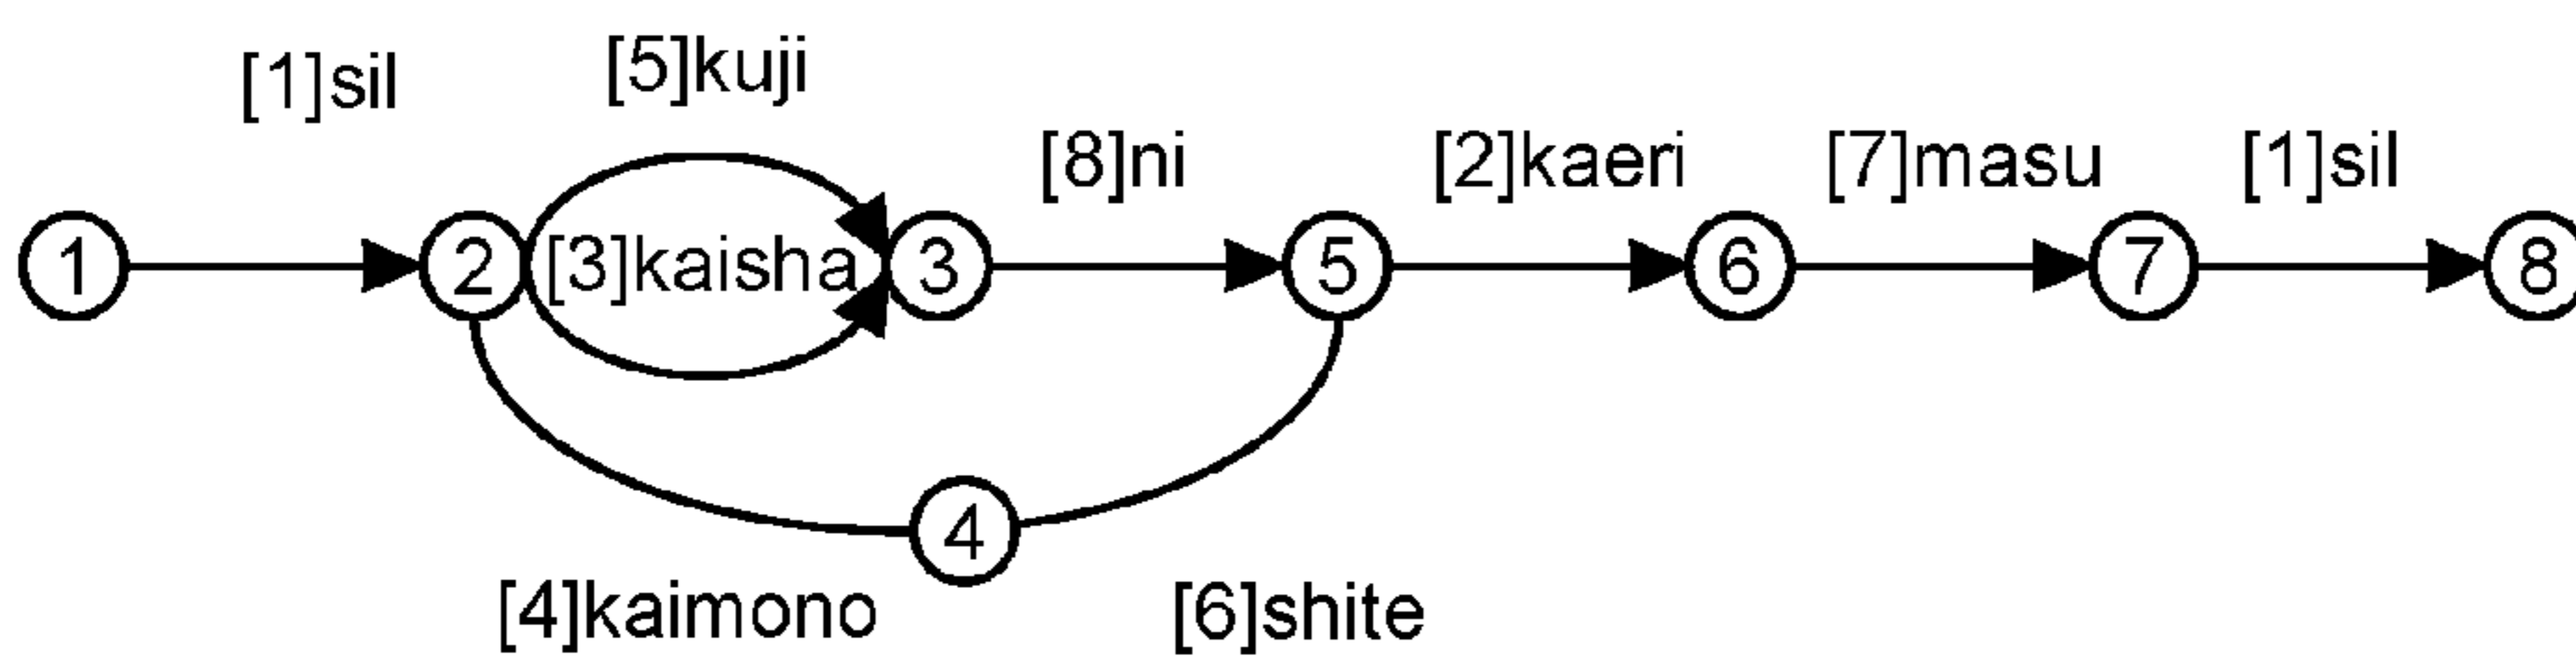 [1]sil [5]kuji
[8]ni [2]kaeri [7]masu [1]sil
1 2 [3]kaisha 3 5 6 7 8
4
[4]kaimono [6]shite